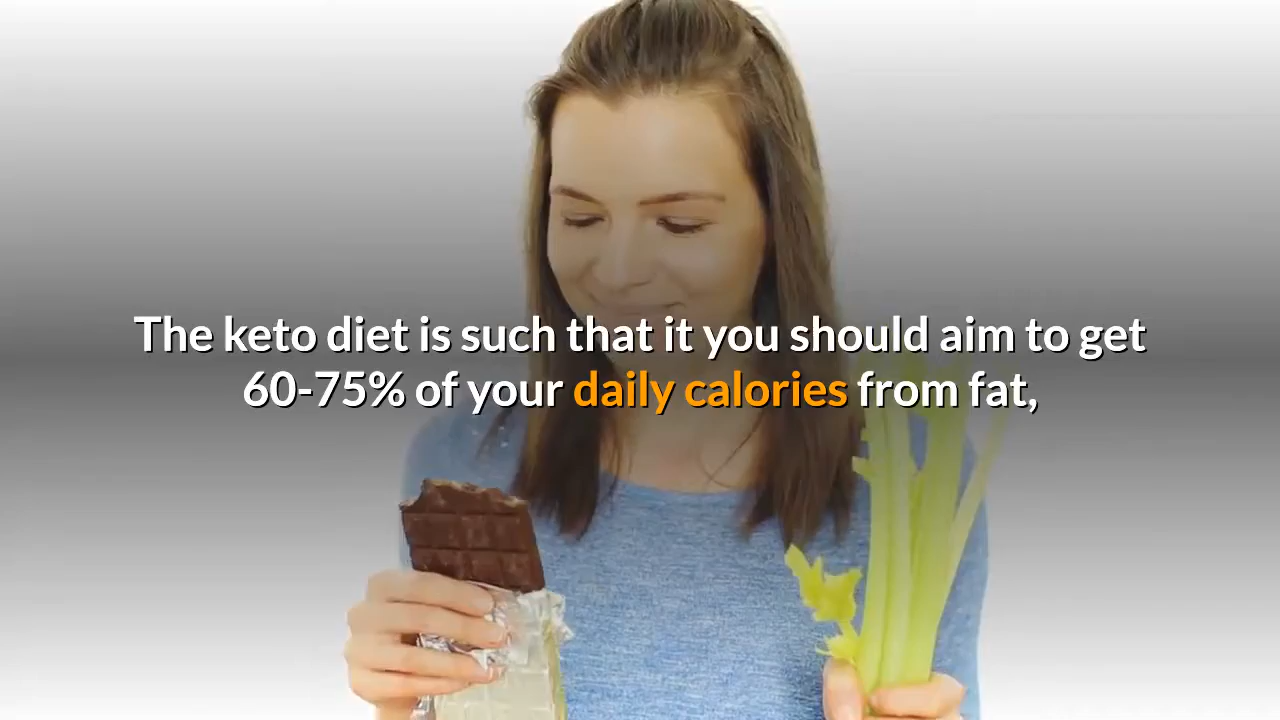 The keto diet is such that it you should aim to get
60-75% of your daily calories from fat,